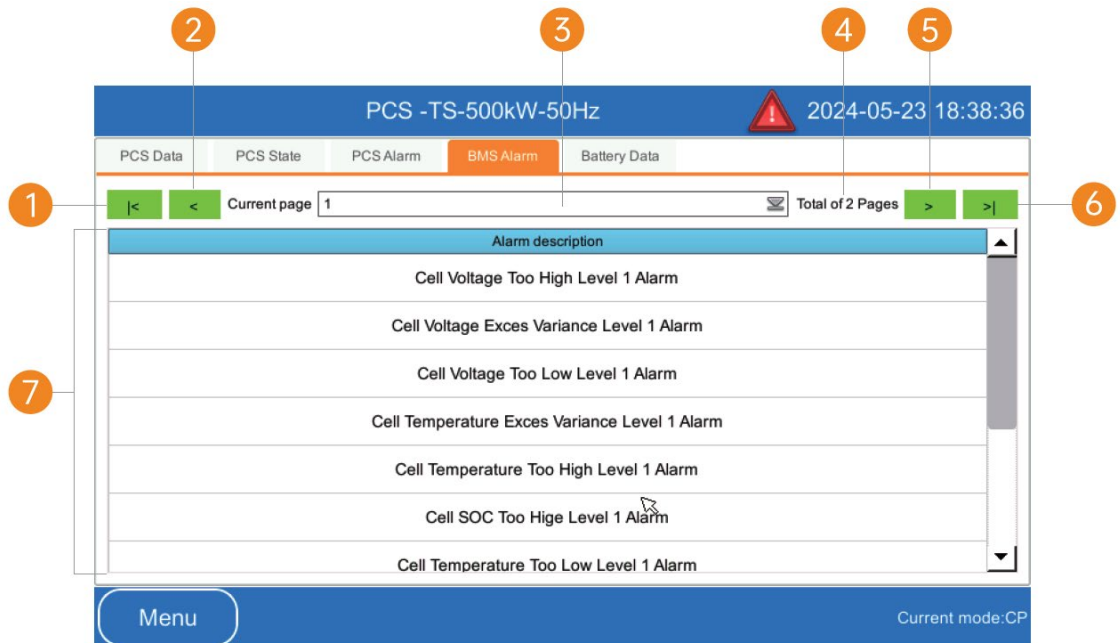 2 3 4 5
PCS -TS-500kW-50Hz 2024-05-23 18:38:36
PCS Data PCS State PCS Alarm BMS Alarm Battery Data
1 |< < Current page 1 Total of 2 Pages > >| 6
Alarm description
Cell Voltage Too High Level 1 Alarm
Cell Voltage Exces Variance Level 1 Alarm
Cell Voltage Too Low Level 1 Alarm
7
Cell Temperature Exces Variance Level 1 Alarm
Cell Temperature Too High Level 1 Alarm
Cell SOC Too Hige Level 1 Alarm
Cell Temperature Too Low Level 1 Alarm
Menu Current mode:CP